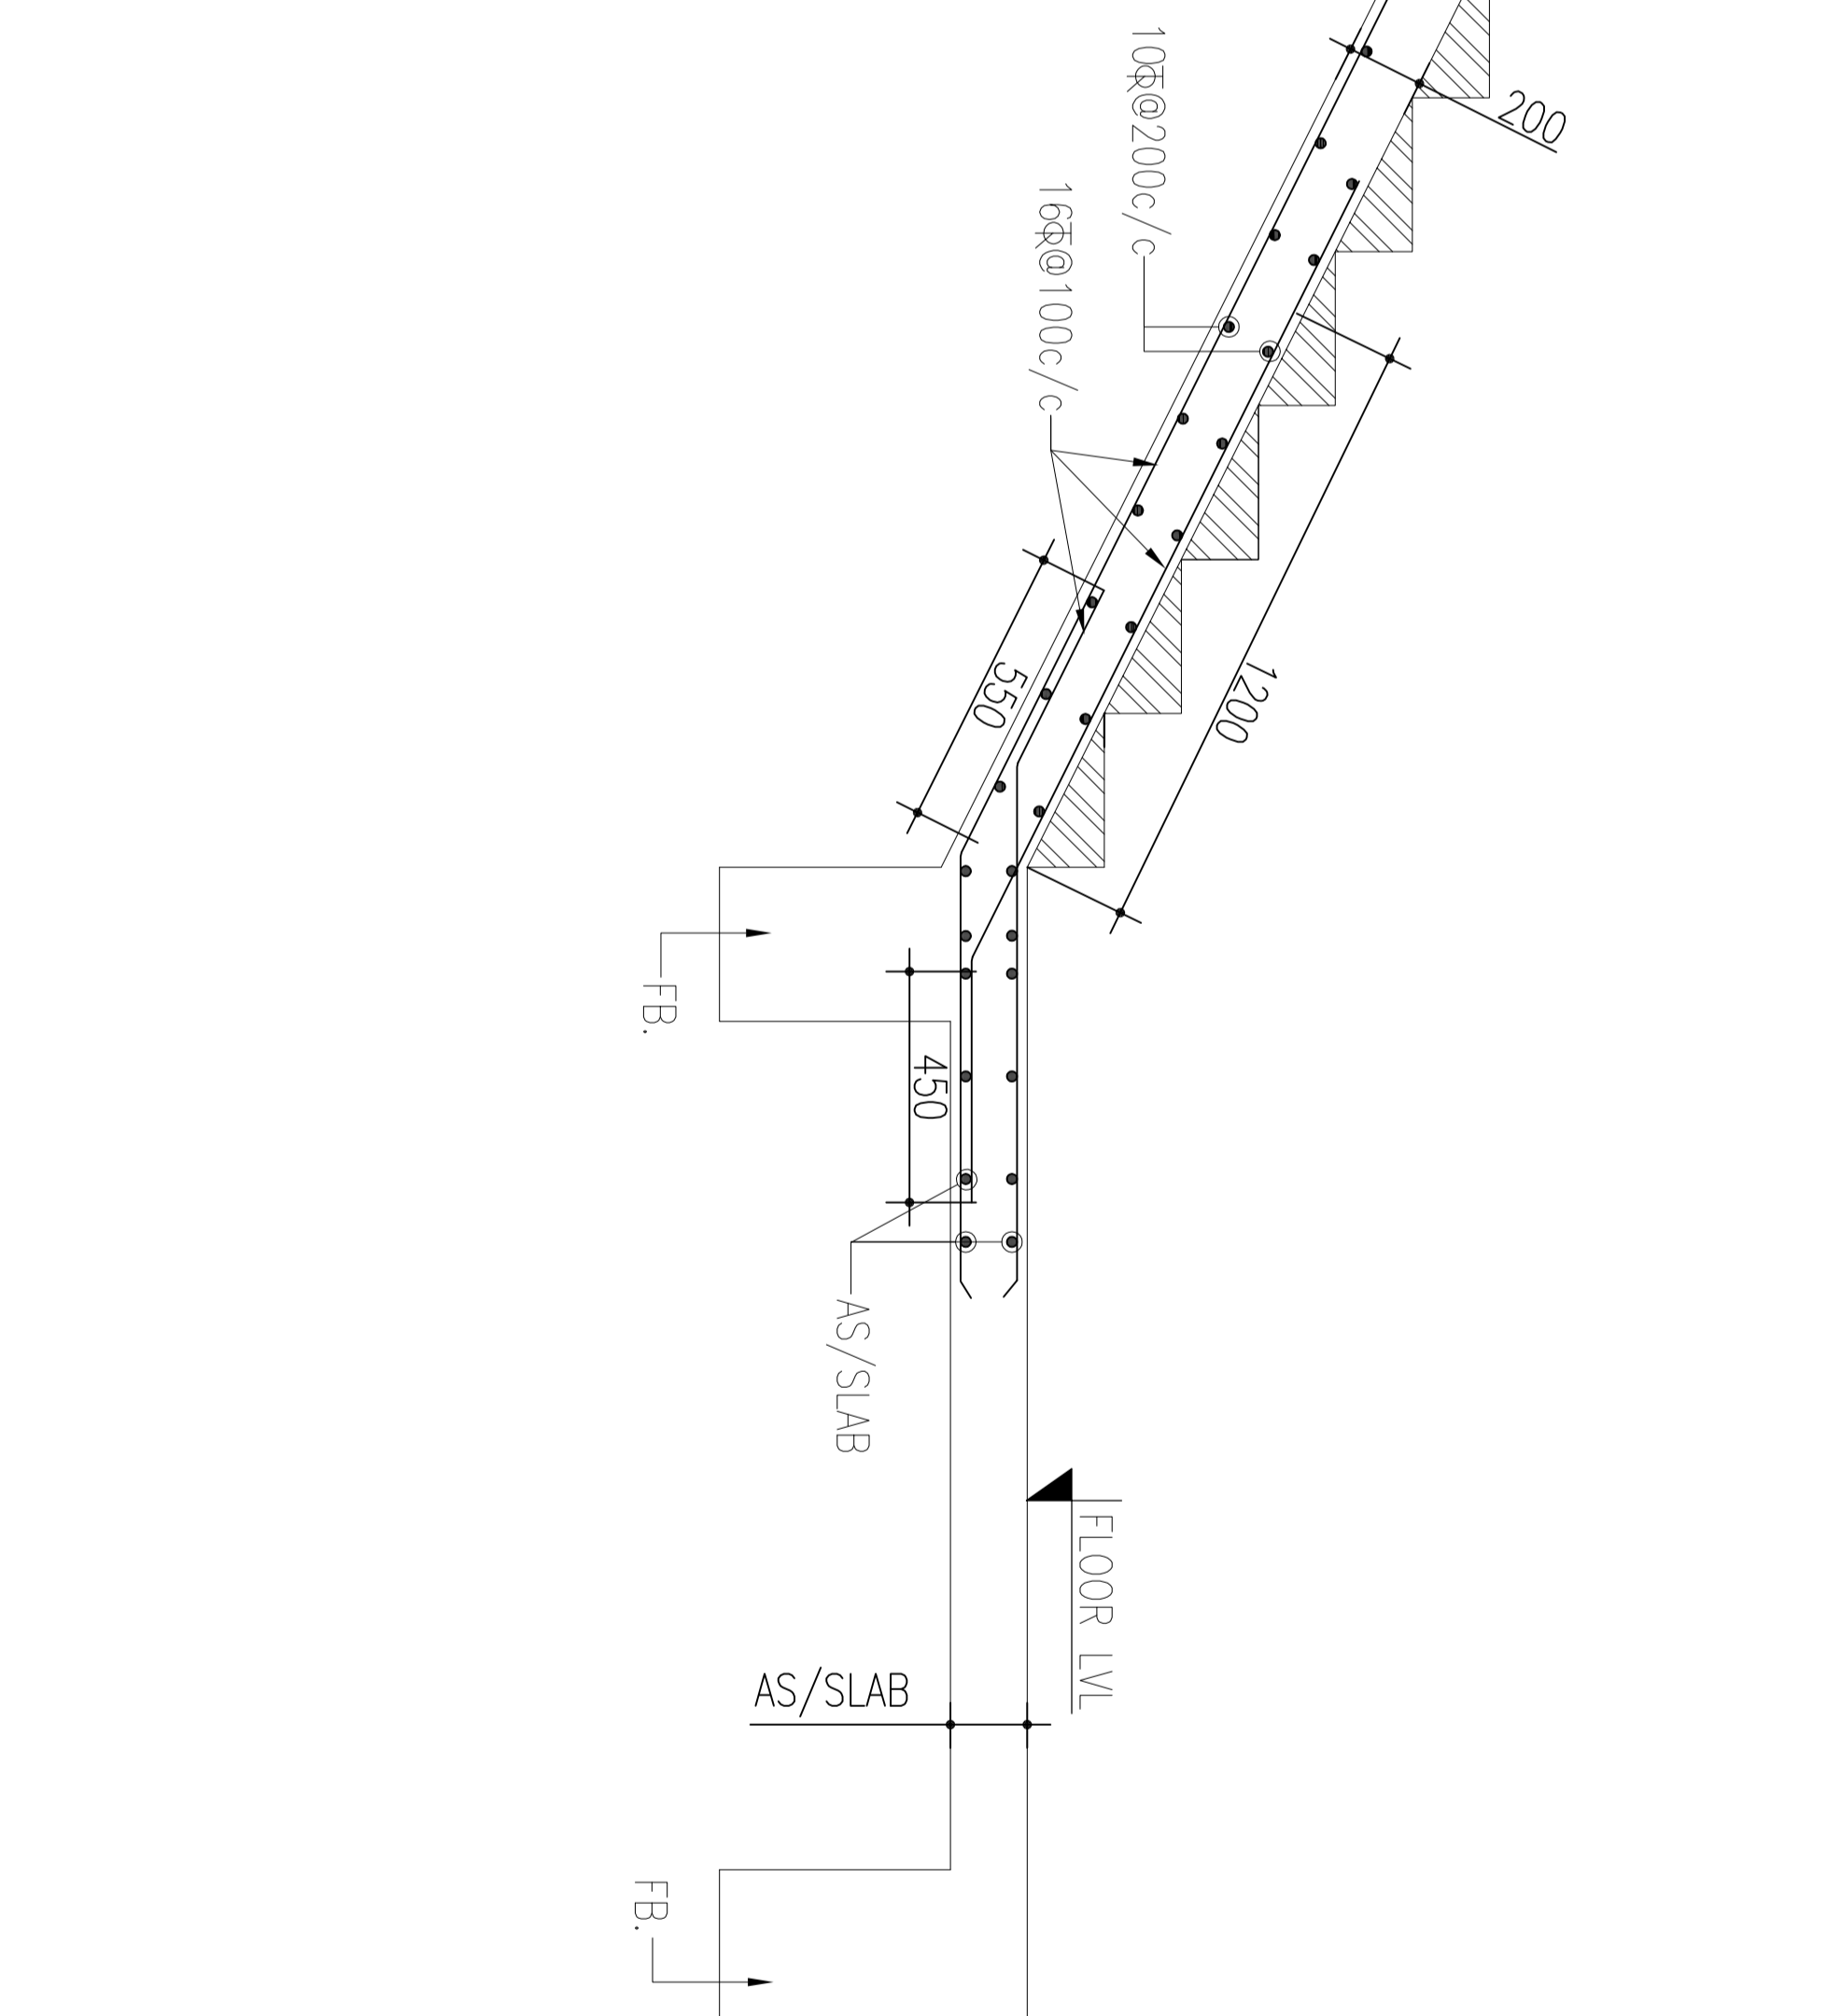 200
10Φ@200c/c
16Φ@100c/c
1200
550
FB.
450
AS/SLAB
FLOOR LVL
AS/SLAB
FB.